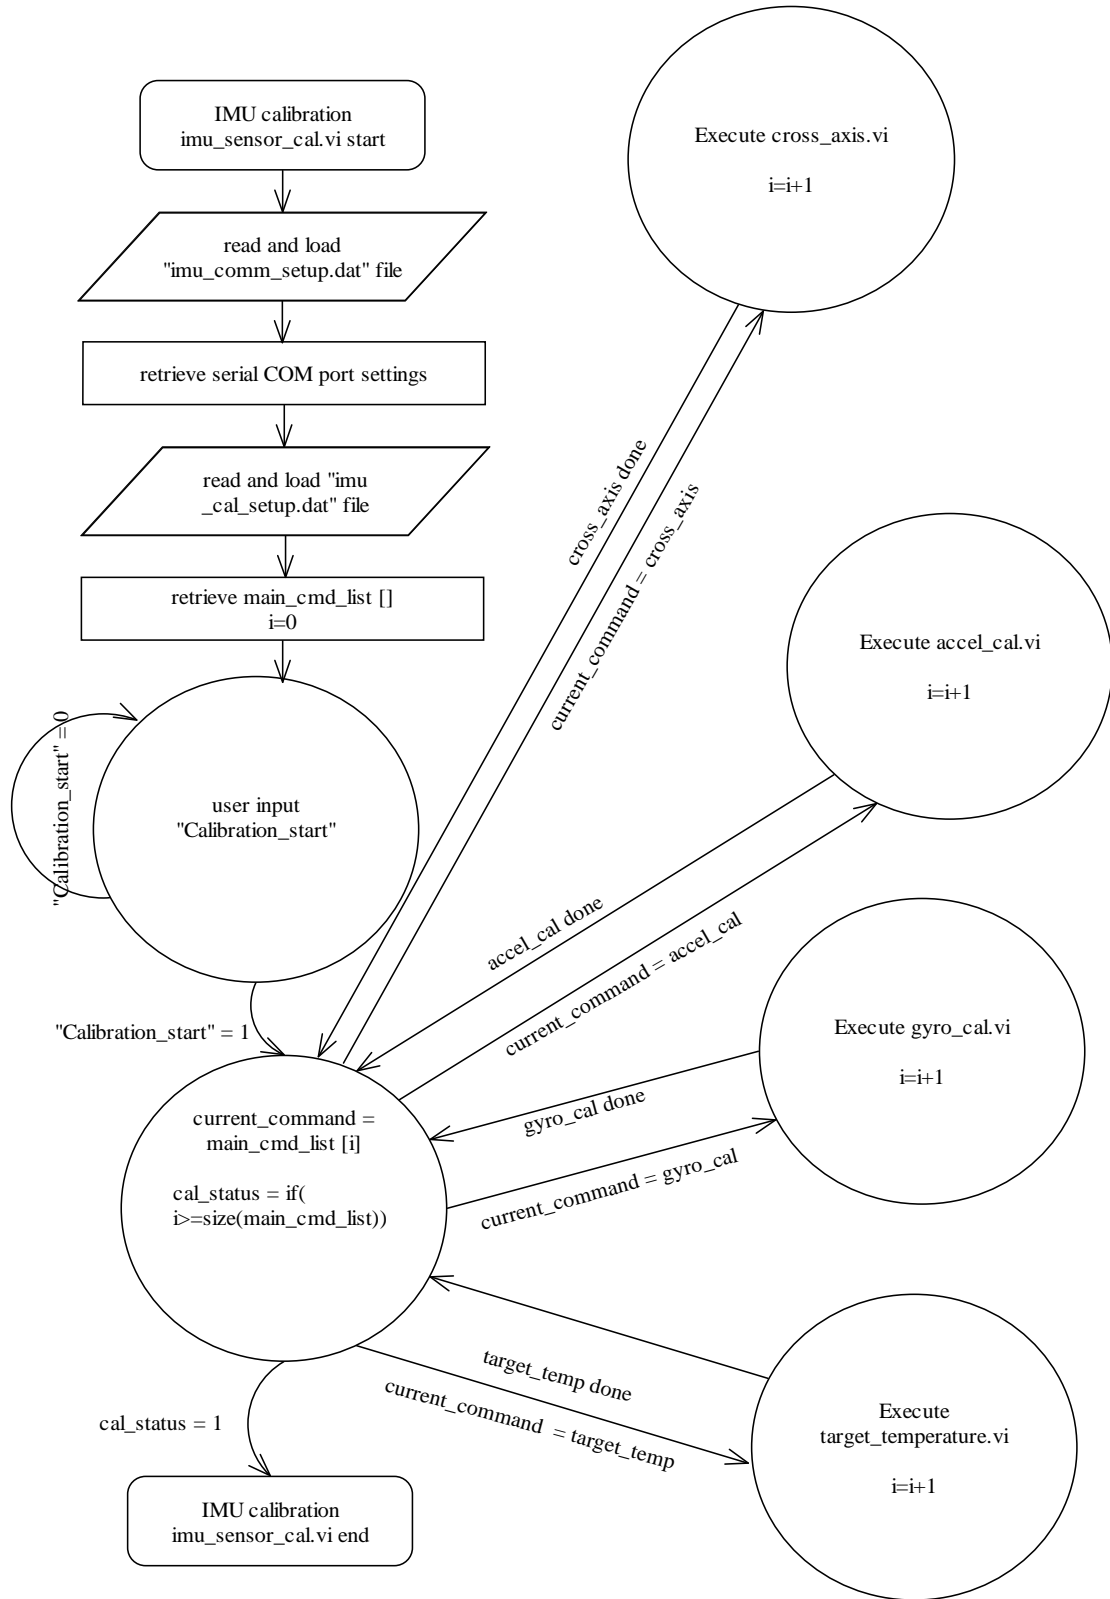 IMU calibration
imu_sensor_cal.vi start
read and load
"imu_comm_setup.dat" file
retrieve serial COM port settings
read and load "imu
_cal_setup.dat" file
retrieve main_cmd_list []
i=0
"Calibration_start" = 0
user input
"Calibration_start"
"Calibration_start" = 1
current_command =
main_cmd_list [i]
cal_status = if(
i>=size(main_cmd_list))
cal_status = 1
IMU calibration
imu_sensor_cal.vi end
Execute cross_axis.vi
i=i+1
cross_axis done
current_command = cross_axis
Execute accel_cal.vi
i=i+1
accel_cal done
current_command = accel_cal
Execute gyro_cal.vi
i=i+1
gyro_cal done
current_command = gyro_cal
target_temp done
current_command = target_temp
Execute
target_temperature.vi
i=i+1